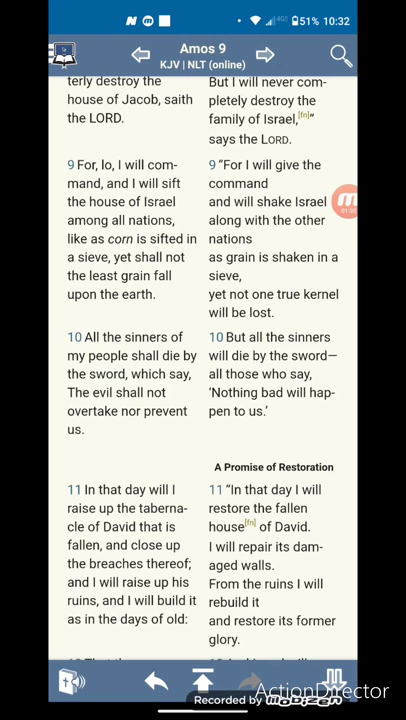 4G 51% 10:32
Amos 9
KJV | NLT (online)
terly destroy the
house of Jacob, saith
the LORD.
9 For, lo, I will com-
mand, and I will sift
the house of Israel
among all nations,
like as corn is sifted in
a sieve, yet shall not
the least grain fall
upon the earth.
10 All the sinners of
my people shall die by
the sword, which say,
The evil shall not
overtake nor prevent
us.
11 In that day will I
raise up the taberna-
cle of David that is
fallen, and close up
the breaches thereof;
and I will raise up his
ruins, and I will build it
as in the days of old:
But I will never com-
pletely destroy the
family of Israel,[fn]”
says the LORD.
9 “For I will give the
command
and will shake Israel
along with the other
nations
as grain is shaken in a
sieve,
yet not one true kernel
will be lost.
10 But all the sinners
will die by the sword—
all those who say,
‘Nothing bad will hap-
pen to us.’
A Promise of Restoration
11 “In that day I will
restore the fallen
house[fn] of David.
I will repair its dam-
aged walls.
From the ruins I will
rebuild it
and restore its former
glory.
ActionDirector
Recorded by MOBIZEN